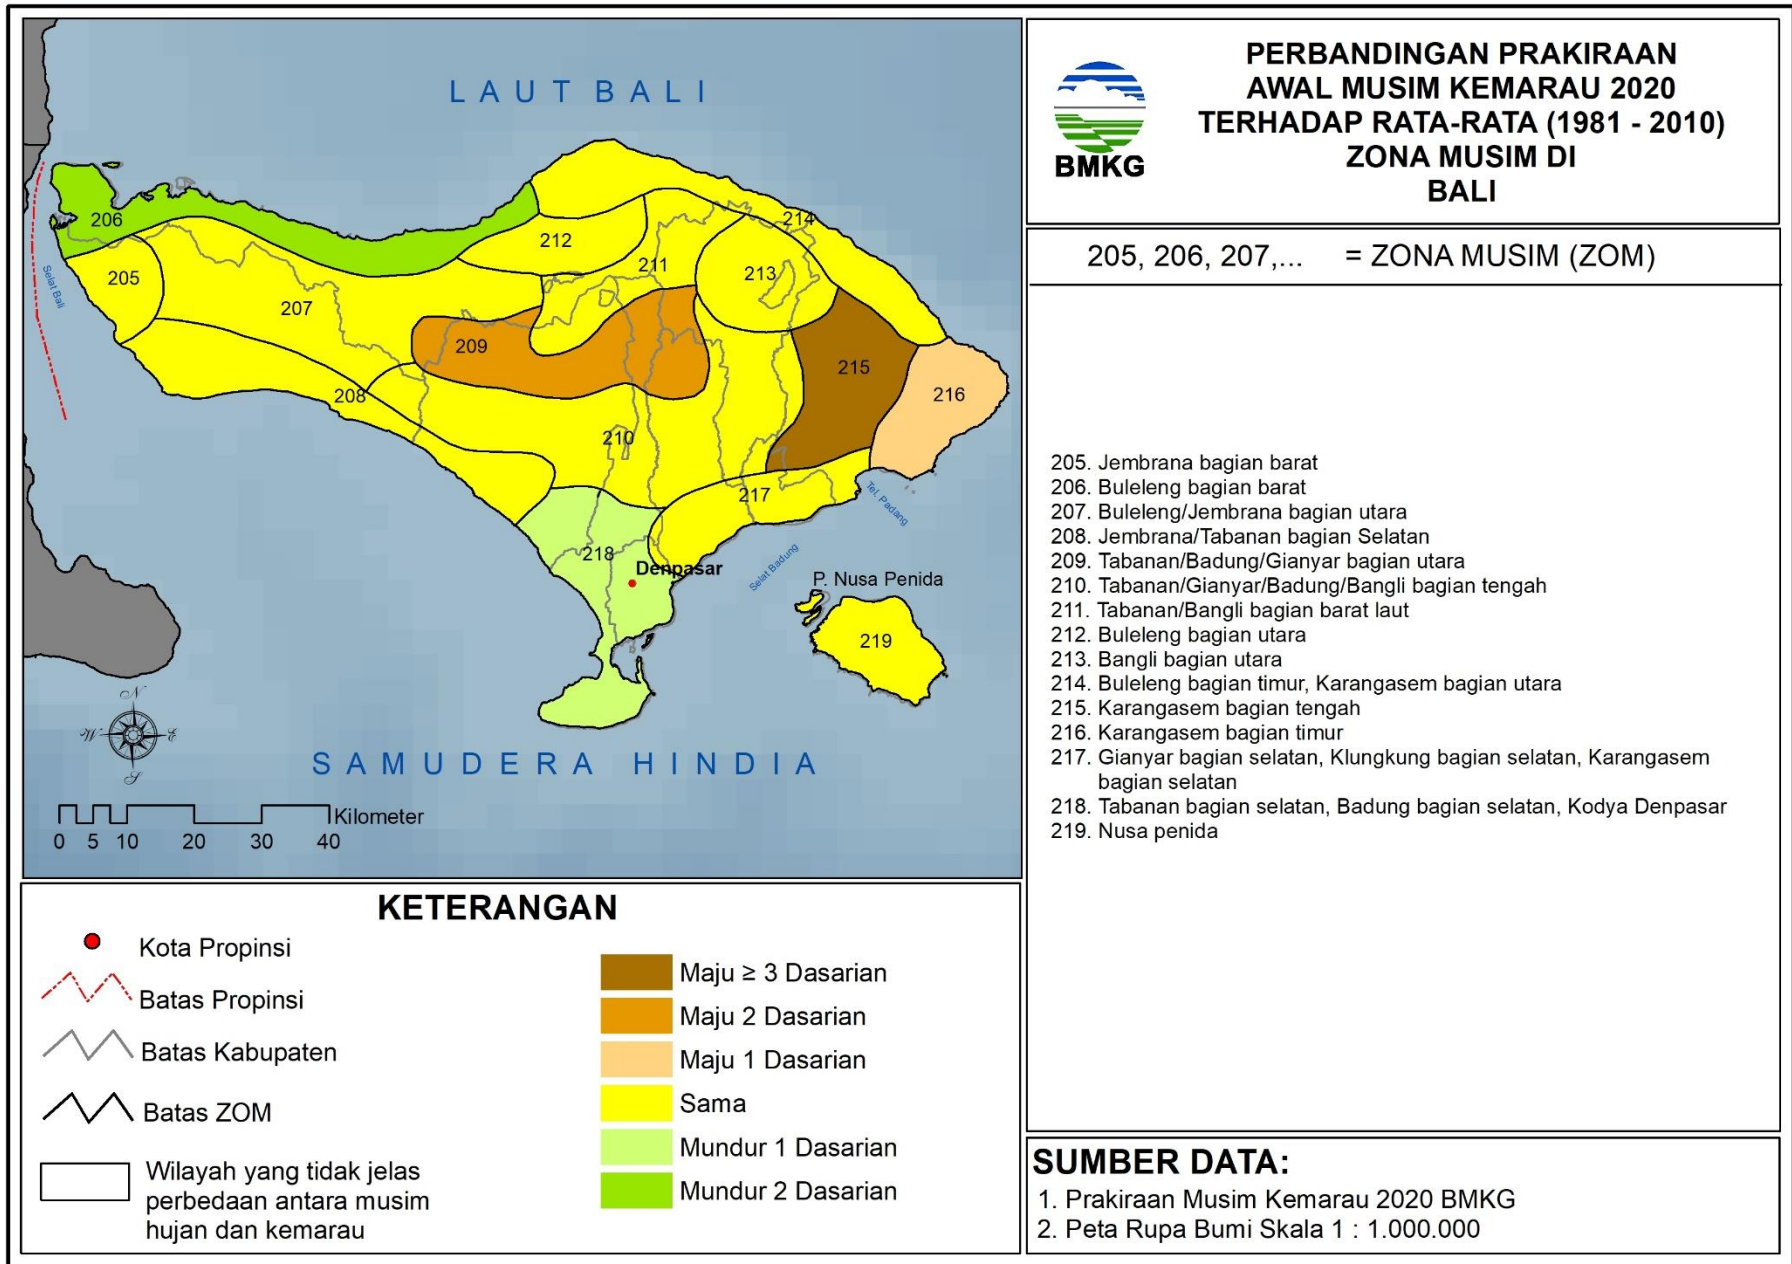 LAUT BALI
206
205
207
208
209
212
211
213
214
215
216
210
217
218
Denpasar
Selat Bali
Tel. Padang
Selat Badung
P. Nusa Penida
219
N
W
E
S
SAMUDERA HINDIA
Kilometer
0 5 10 20 30 40
BMKG
PERBANDINGAN PRAKIRAAN
AWAL MUSIM KEMARAU 2020
TERHADAP RATA-RATA (1981 - 2010)
ZONA MUSIM DI
BALI
205, 206, 207,... = ZONA MUSIM (ZOM)
205. Jembrana bagian barat
206. Buleleng bagian barat
207. Buleleng/Jembrana bagian utara
208. Jembrana/Tabanan bagian Selatan
209. Tabanan/Badung/Gianyar bagian utara
210. Tabanan/Gianyar/Badung/Bangli bagian tengah
211. Tabanan/Bangli bagian barat laut
212. Buleleng bagian utara
213. Bangli bagian utara
214. Buleleng bagian timur, Karangasem bagian utara
215. Karangasem bagian tengah
216. Karangasem bagian timur
217. Gianyar bagian selatan, Klungkung bagian selatan, Karangasem
bagian selatan
218. Tabanan bagian selatan, Badung bagian selatan, Kodya Denpasar
219. Nusa penida
KETERANGAN
Kota Propinsi
Batas Propinsi
Batas Kabupaten
Batas ZOM
Wilayah yang tidak jelas
perbedaan antara musim
hujan dan kemarau
Maju ≥ 3 Dasarian
Maju 2 Dasarian
Maju 1 Dasarian
Sama
Mundur 1 Dasarian
Mundur 2 Dasarian
SUMBER DATA:
1. Prakiraan Musim Kemarau 2020 BMKG
2. Peta Rupa Bumi Skala 1 : 1.000.000